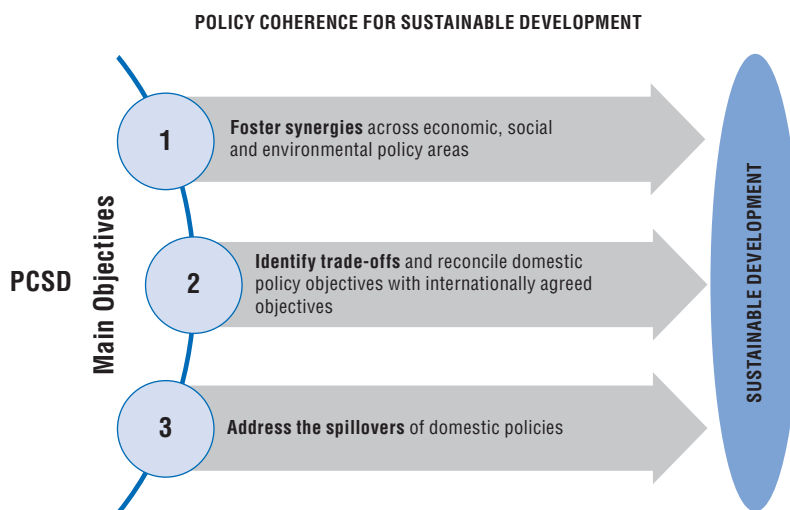 POLICY COHERENCE FOR SUSTAINABLE DEVELOPMENT
PCSD
Main Objectives
1
Foster synergies across economic, social
and environmental policy areas
2
Identify trade-offs and reconcile domestic
policy objectives with internationally agreed
objectives
3
Address the spillovers of domestic policies
SUSTAINABLE DEVELOPMENT